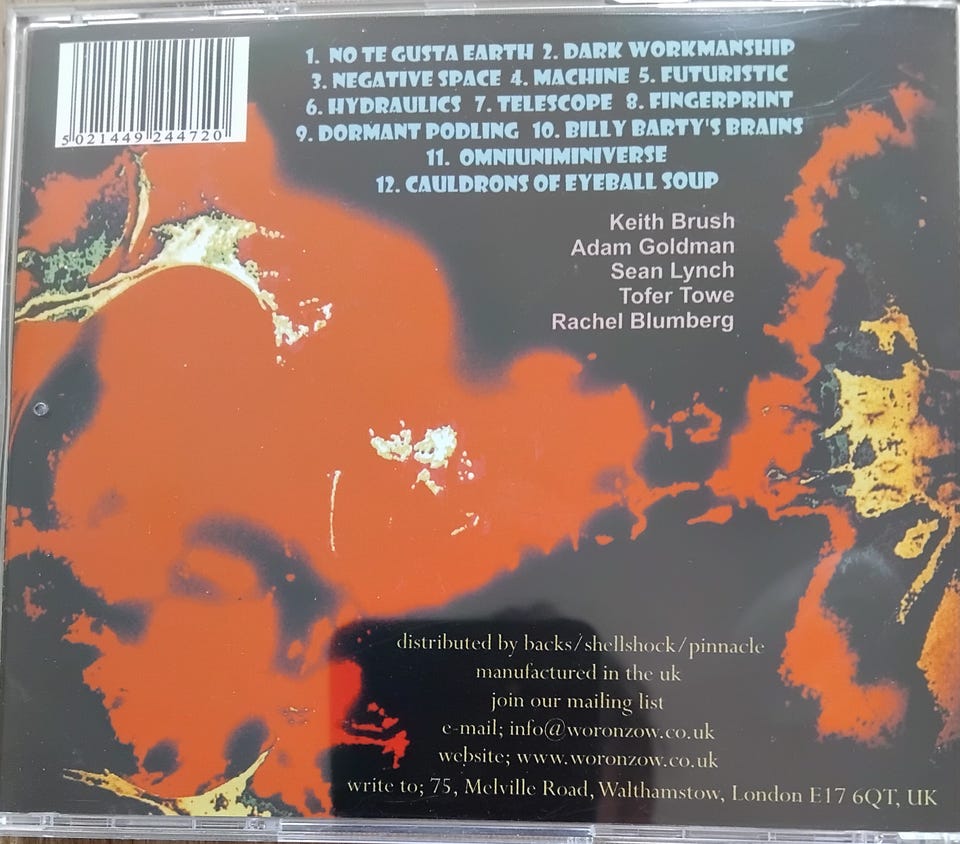 1. NO TE GUSTA EARTH 2. DARK WORKMANSHIP
3. NEGATIVE SPACE 4. MACHINE 5. FUTURISTIC
6. HYDRAULICS 7. TELESCOPE 8. FINGERPRINT
9. DORMANT PODLING 10. BILLY BARTY'S BRAINS
11. OMNIUNIMINIVERSE
12. CAULDRONS OF EYEBALL SOUP
5 021449 244720
Keith Brush
Adam Goldman
Sean Lynch
Tofer Towe
Rachel Blumberg
distributed by backs/shellshock/pinnacle
manufactured in the uk
join our mailing list
e-mail; info@woronzow.co.uk
website; www.woronzow.co.uk
write to; 75, Melville Road, Walthamstow, London E17 6QT, UK